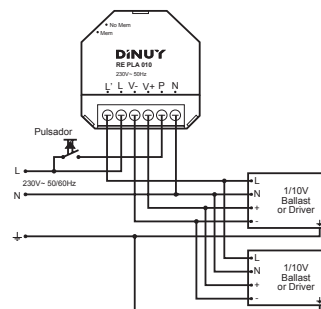 No Mem
Mem
DiNUY
RE PLA 010
230V~ 50Hz
L' L V- V+ P N
Pulsador
L
230V~ 50/60Hz
N
L
N
+
-
1/10V
Ballast
or Driver
L
N
+
-
1/10V
Ballast
or Driver